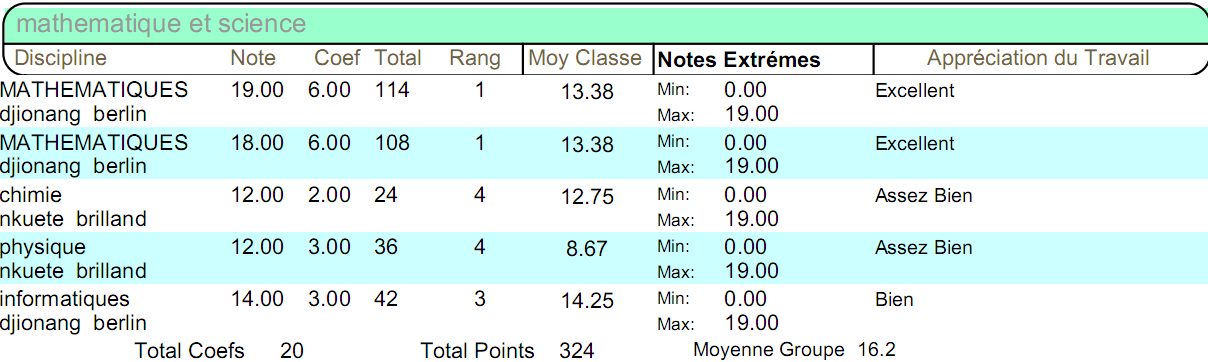 mathematique et science
Discipline Note Coef Total Rang Moy Classe Notes Extrémes Appréciation du Travail
MATHEMATIQUES 19.00 6.00 114 1 13.38 Min: 0.00 Excellent
djionang berlin Max: 19.00
MATHEMATIQUES 18.00 6.00 108 1 13.38 Min: 0.00 Excellent
djionang berlin Max: 19.00
chimie 12.00 2.00 24 4 12.75 Min: 0.00 Assez Bien
nkuete brilland Max: 19.00
physique 12.00 3.00 36 4 8.67 Min: 0.00 Assez Bien
nkuete brilland Max: 19.00
informatiques 14.00 3.00 42 3 14.25 Min: 0.00 Bien
djionang berlin Max: 19.00
Total Coefs 20 Total Points 324 Moyenne Groupe 16.2